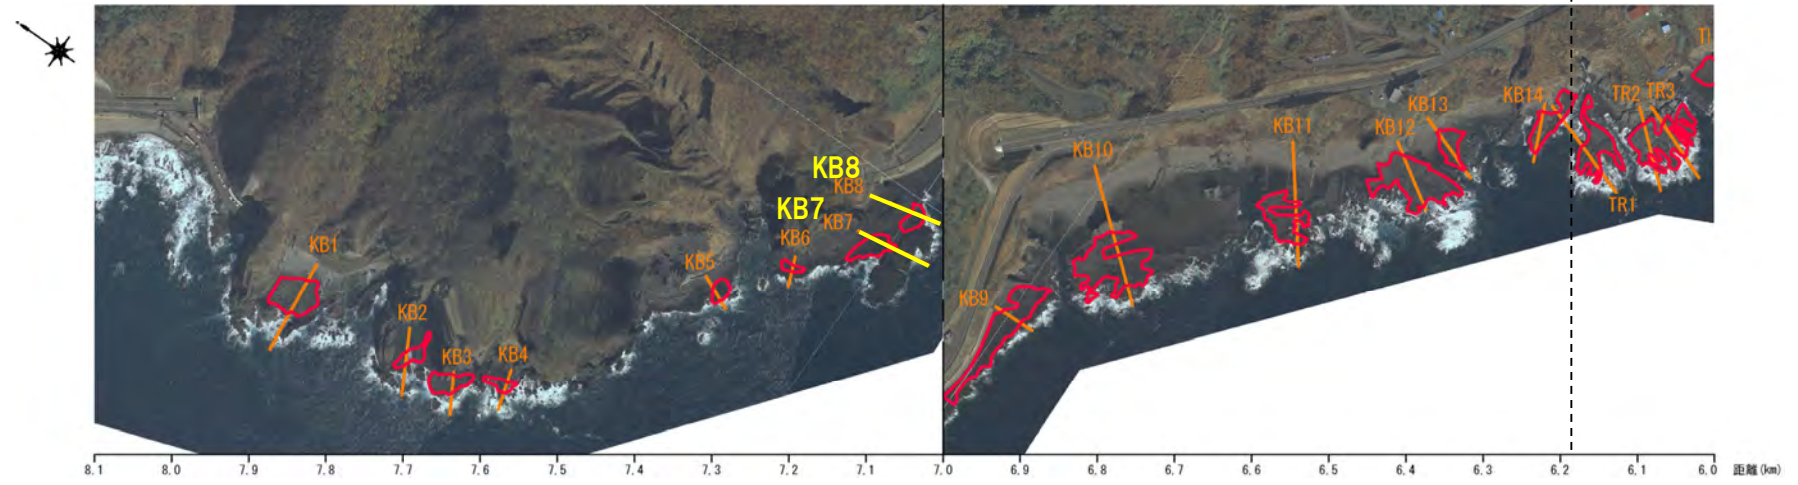 KB1
KB2
KB3
KB4
KB5
KB6
KB7
KB7
KB8
KB8
KB9
KB10
KB11
KB12
KB13
KB14
TR1
TR2
TR3
8.1 8.0 7.9 7.8 7.7 7.6 7.5 7.4 7.3 7.2 7.1 7.0 6.9 6.8 6.7 6.6 6.5 6.4 6.3 6.2 6.1 6.0 距離(km)